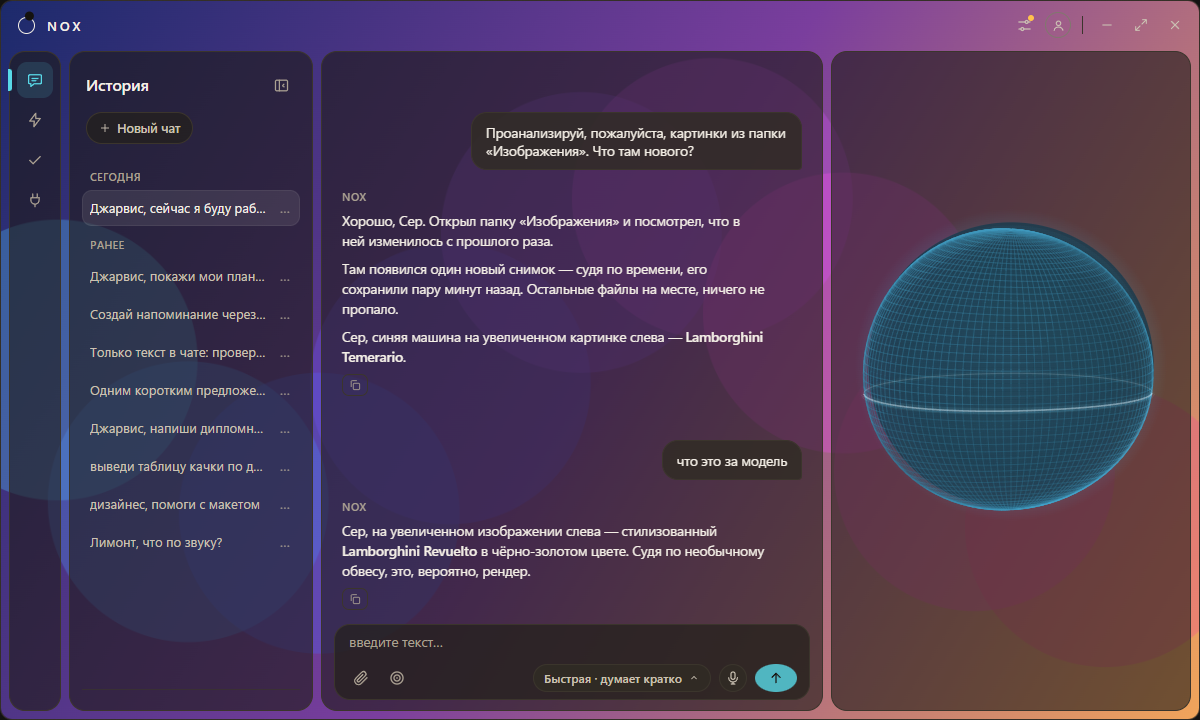 NOX
История
+ Новый чат
СЕГОДНЯ
Джарвис, сейчас я буду раб... ...
РАНЕЕ
Джарвис, покажи мои план... ...
Создай напоминание через... ...
Только текст в чате: провер... ...
Одним коротким предложе... ...
Джарвис, напиши дипломн... ...
выведи таблицу качки по д... ...
дизайнес, помоги с макетом ...
Лимонт, что по звуку? ...
Проанализируй, пожалуйста, картинки из папки
«Изображения». Что там нового?
NOX
Хорошо, Сер. Открыл папку «Изображения» и посмотрел, что в
ней изменилось с прошлого раза.
Там появился один новый снимок — судя по времени, его
сохранили пару минут назад. Остальные файлы на месте, ничего не
пропало.
Сер, синяя машина на увеличенном картинке слева — Lamborghini
Temerario.
что это за модель
NOX
Сер, на увеличенном изображении слева — стилизованный
Lamborghini Revuelto в чёрно-золотом цвете. Судя по необычному
обвесу, это, вероятно, рендер.
введите текст...
Быстрая · думает кратко